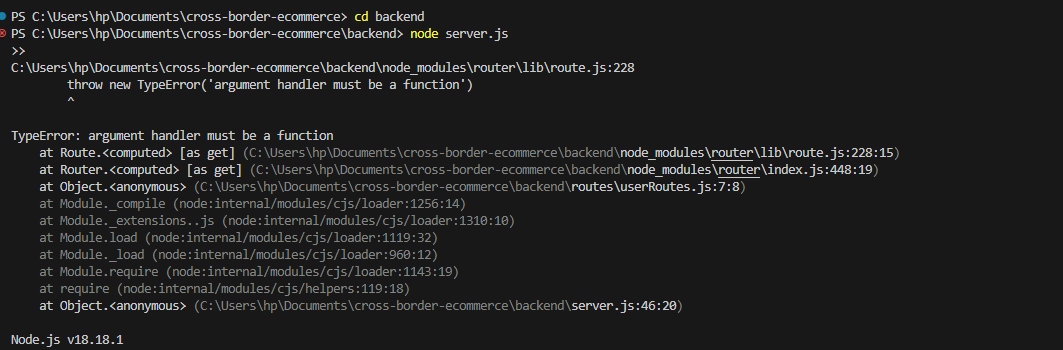 PS C:\Users\hp\Documents\cross-border-ecommerce> cd backend
PS C:\Users\hp\Documents\cross-border-ecommerce\backend> node server.js
>>
C:\Users\hp\Documents\cross-border-ecommerce\backend\node_modules\router\lib\route.js:228
        throw new TypeError('argument handler must be a function')
        ^

TypeError: argument handler must be a function
    at Route.<computed> [as get] (C:\Users\hp\Documents\cross-border-ecommerce\backend\node_modules\router\lib\route.js:228:15)
    at Router.<computed> [as get] (C:\Users\hp\Documents\cross-border-ecommerce\backend\node_modules\router\index.js:448:19)
    at Object.<anonymous> (C:\Users\hp\Documents\cross-border-ecommerce\backend\routes\userRoutes.js:7:8)
    at Module._compile (node:internal/modules/cjs/loader:1256:14)
    at Module._extensions..js (node:internal/modules/cjs/loader:1310:10)
    at Module.load (node:internal/modules/cjs/loader:1119:32)
    at Module._load (node:internal/modules/cjs/loader:960:12)
    at Module.require (node:internal/modules/cjs/loader:1143:19)
    at require (node:internal/modules/cjs/helpers:119:18)
    at Object.<anonymous> (C:\Users\hp\Documents\cross-border-ecommerce\backend\server.js:46:20)

Node.js v18.18.1